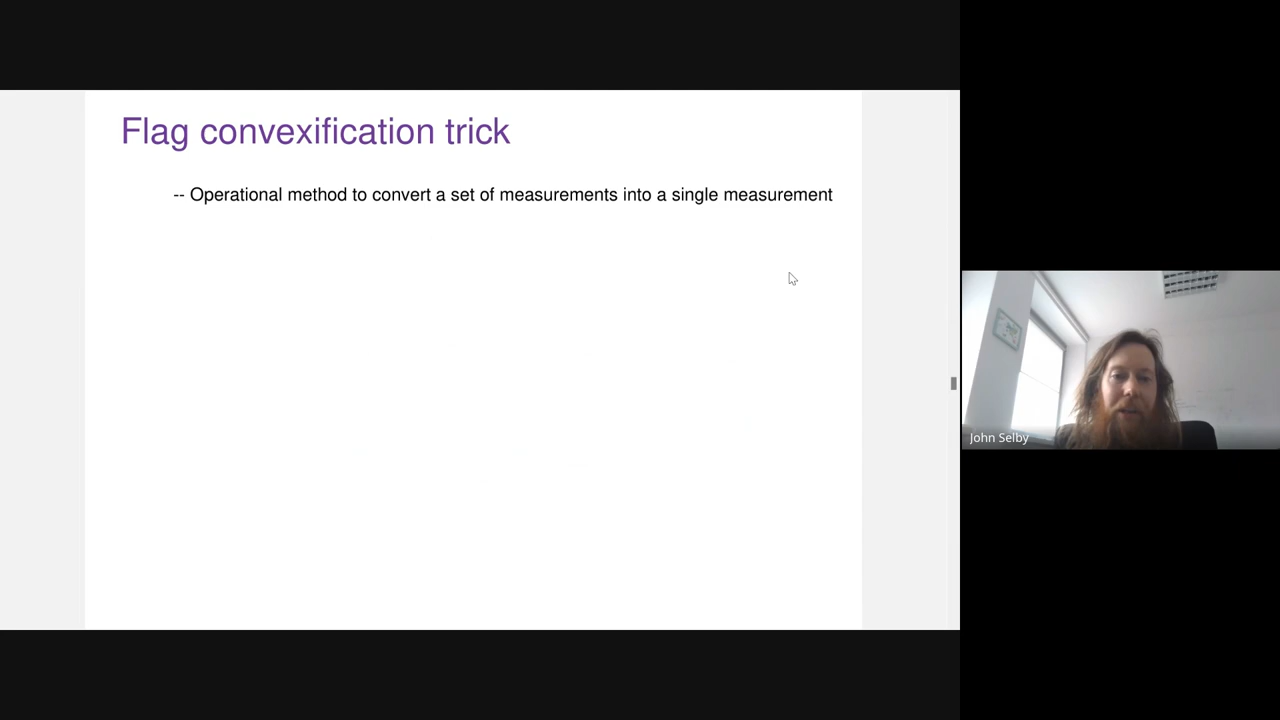 Flag convexification trick
-- Operational method to convert a set of measurements into a single measurement
John Selby